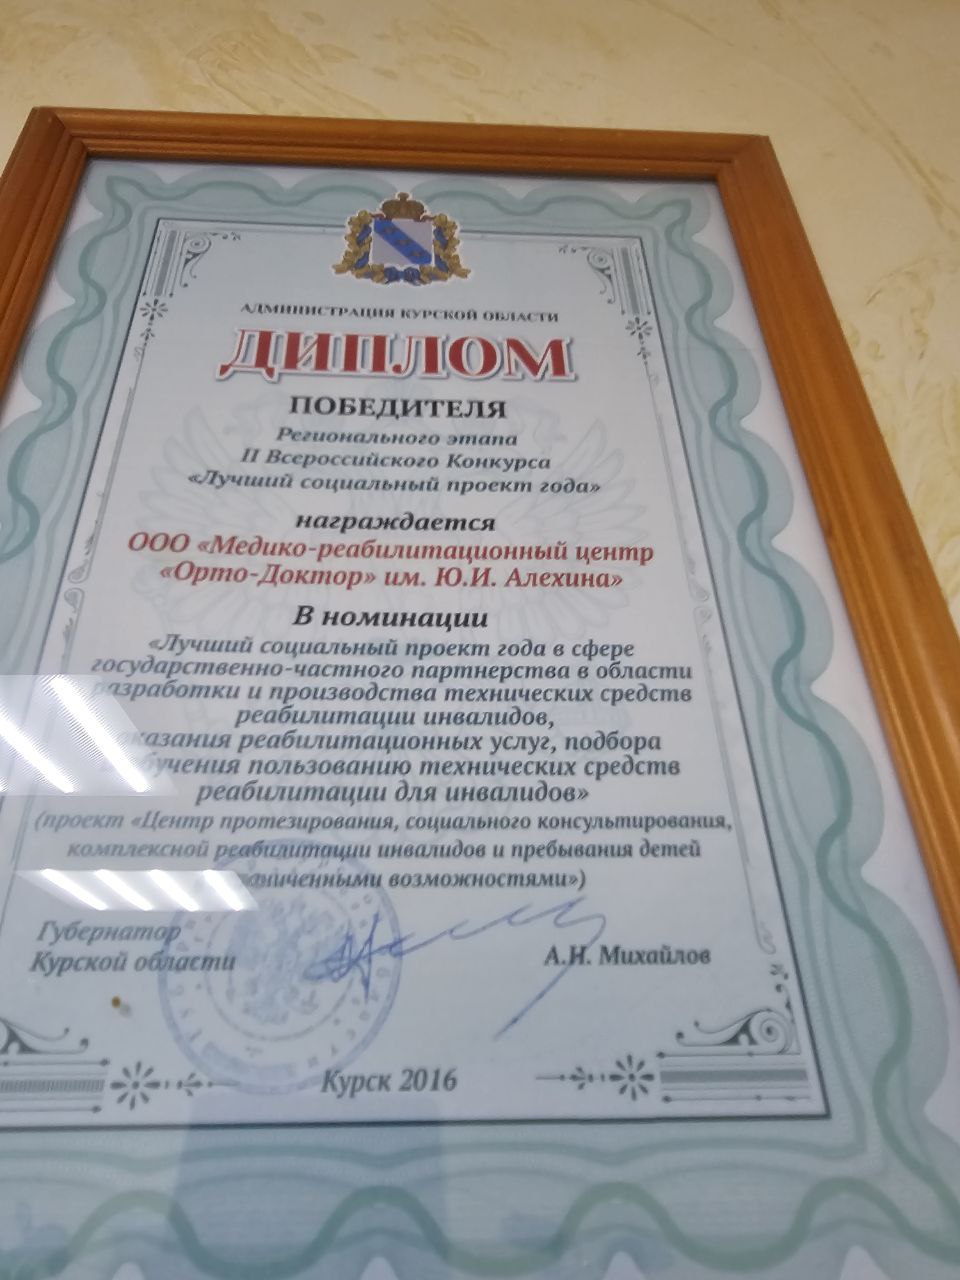 АДМИНИСТРАЦИЯ КУРСКОЙ ОБЛАСТИ
ДИПЛОМ
ПОБЕДИТЕЛЯ
Регионального этапа
II Всероссийского Конкурса
«Лучший социальный проект года»
награждается
ООО «Медико-реабилитационный центр
«Орто-Доктор» им. Ю.И. Алехина»
В номинации
«Лучший социальный проект года в сфере
государственно-частного партнерства в области
разработки и производства технических средств
реабилитации инвалидов,
оказания реабилитационных услуг, подбора
обучения пользованию технических средств
реабилитации для инвалидов»
(проект «Центр протезирования, социального консультирования,
комплексной реабилитации инвалидов и пребывания детей
ограниченными возможностями»)
Губернатор
Курской области
А.Н. Михайлов
Курск 2016